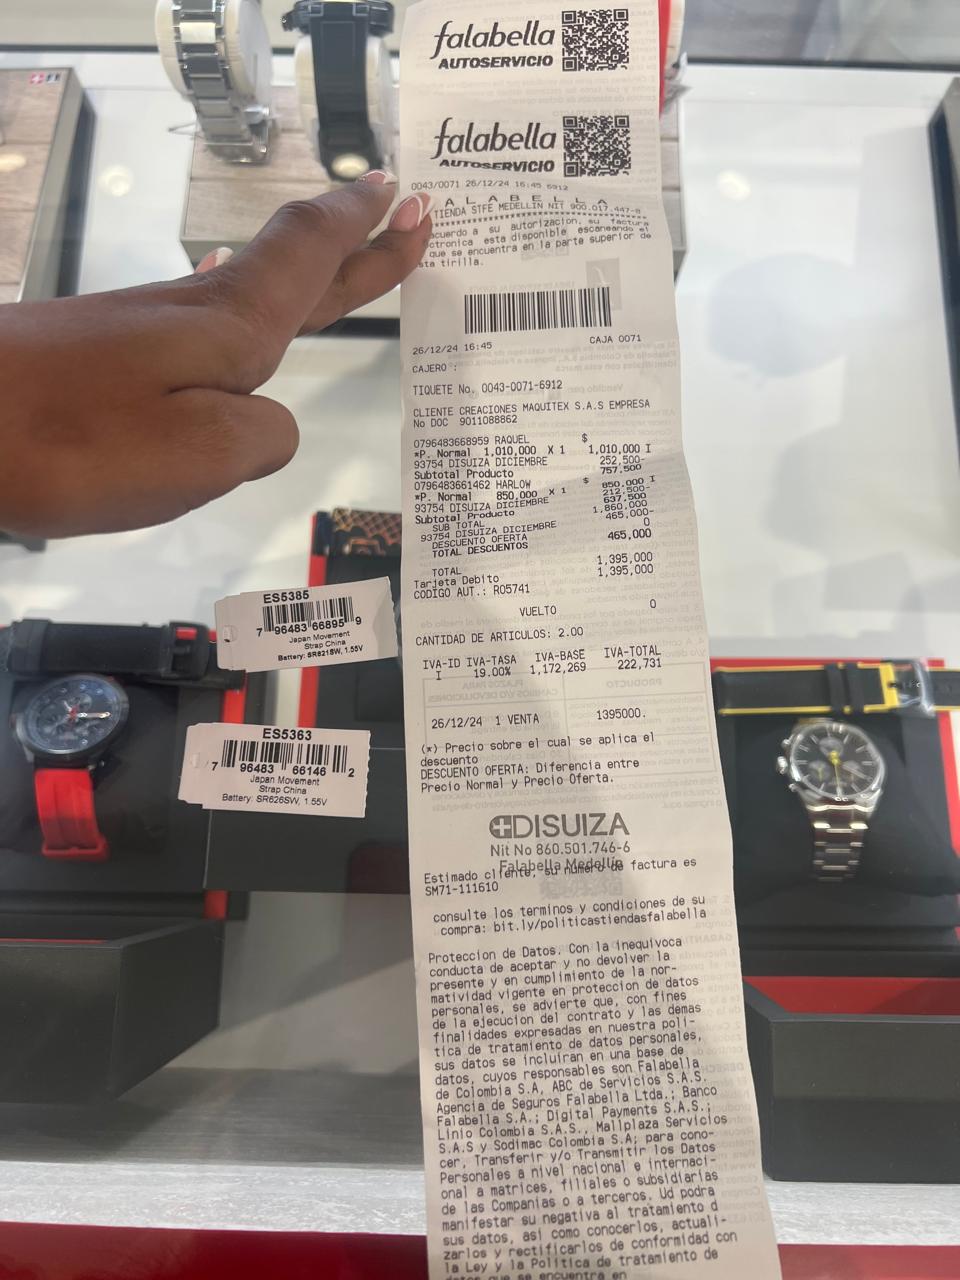 falabella
AUTOSERVICIO
falabella
AUTOSERVICIO
0043/0071 26/12/24 16:45 6912
A L A B E L L A
TIENDA STFE MEDELLIN NIT 900.017.447-8
acuerdo a su autorizacion, su factura
ctronica esta disponible escaneando el
que se encuentra en la parte superior de
sta tirilla.
26/12/24 16:45 CAJA 0071
CAJERO :
TIQUETE No. 0043-0071-6912
CLIENTE CREACIONES MAQUITEX S.A.S EMPRESA
No DOC 9011088862
0796483668959 RAQUEL $
*P. Normal 1,010,000 X 1 1,010,000 I
93754 DISUIZA DICIEMBRE 252,500-
Subtotal Producto 757.500
0796483661462 HARLOW $
*P. Normal 850,000 X 1 850,000 I
93754 DISUIZA DICIEMBRE 212,500-
Subtotal Producto 637.500
SUB TOTAL 1,860,000
93754 DISUIZA DICIEMBRE 465,000-
DESCUENTO OFERTA 0
TOTAL DESCUENTOS 465,000
TOTAL 1,395,000
Tarjeta Debito 1,395,000
CODIGO AUT.: RO5741
VUELTO 0
CANTIDAD DE ARTICULOS: 2.00
IVA-ID IVA-TASA IVA-BASE IVA-TOTAL
I 19.00% 1,172,269 222,731
26/12/24 1 VENTA 1395000.
(*) Precio sobre el cual se aplica el
descuento
DESCUENTO OFERTA: Diferencia entre
Precio Normal y Precio Oferta.
DISUIZA
Nit No 860.501.746-6
Falabella Medellín
Estimado cliente, su número de factura es
SM71-111610
consulte los terminos y condiciones de su
compra: bit.ly/politicastiendasfalabella
Proteccion de Datos. Con la inequivoca
conducta de aceptar y no devolver la
presente y en cumplimiento de la nor-
matividad vigente en proteccion de datos
personales, se advierte que, con fines
de la ejecucion del contrato y las demas
finalidades expresadas en nuestra poli-
tica de tratamiento de datos personales,
sus datos se incluiran en una base de
datos, cuyos responsables son Falabella
de Colombia S.A, ABC de Servicios S.A.S.
Agencia de Seguros Falabella Ltda.; Banco
Falabella S.A.; Digital Payments S.A.S.;
Linio Colombia S.A.S., Mallplaza Servicios
S.A.S y Sodimac Colombia S.A; para cono-
cer, Transferir y/o Transmitir los Datos
Personales a nivel nacional e internaci-
onal a matrices, filiales o subsidiarias
de las Companias o a terceros. Ud podra
manifestar su negativa al tratamiento d
sus datos, asi como conocerlos, actuali-
zarlos y rectificarlos de conformidad con
la Ley y la Politica de tratamiento de
datos que se encuentra en
ES5385
7 96483 66895 9
Japan Movement
Strap China
Battery: SR621SW, 1.55V
ES5363
7 96483 66146 2
Japan Movement
Strap China
Battery: SR626SW, 1.55V